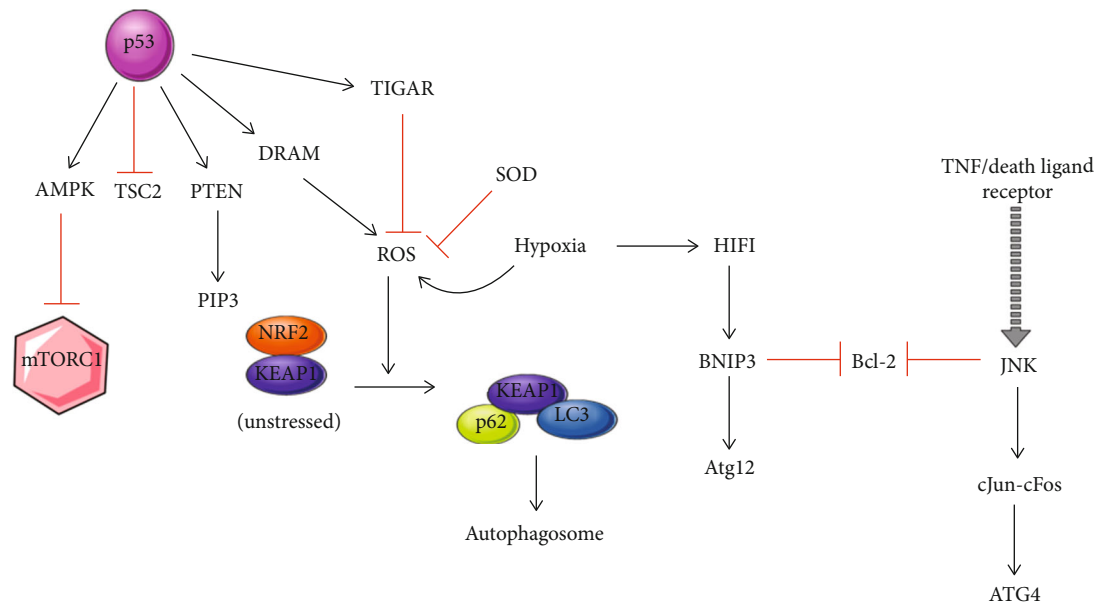 p53
TIGAR
DRAM
SOD
TNF/death ligand
receptor
AMPK
TSC2
PTEN
ROS
Hypoxia
HIFI
PIP3
NRF2
KEAP1
(unstressed)
mTORC1
KEAP1
p62
LC3
BNIP3
Bcl-2
JNK
Atg12
cJun-cFos
Autophagosome
ATG4